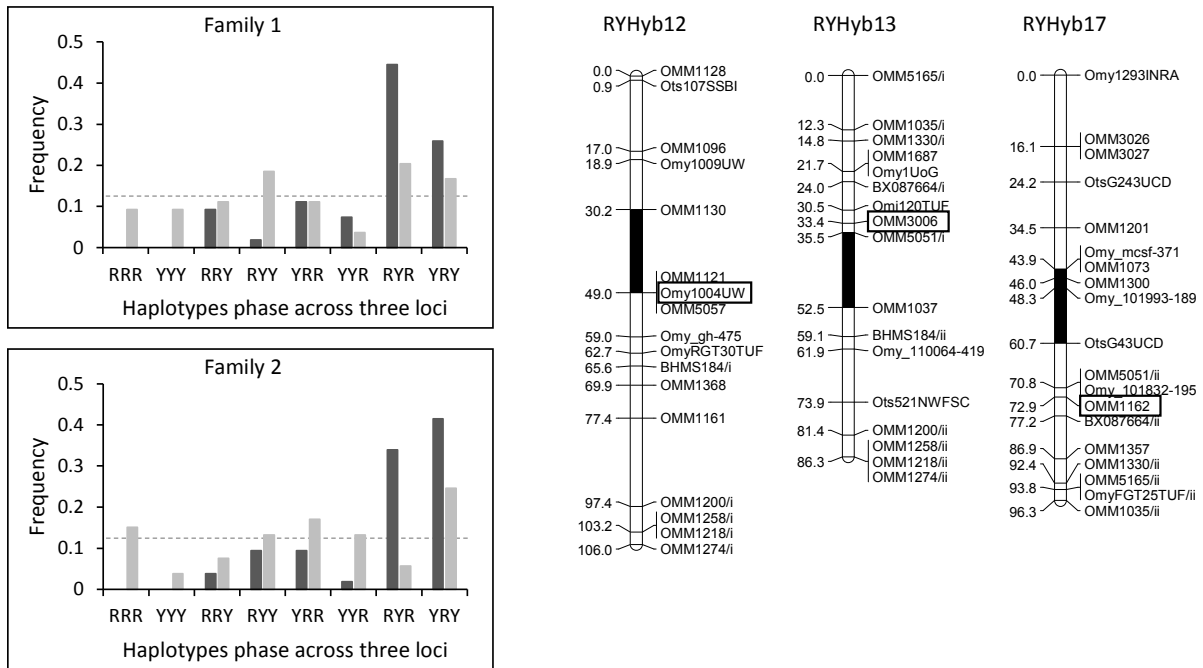 Family 1
0.5
0.4
0.3
0.2
0.1
0
Frequency
RRR YYY RRY RYY YRR YYR RYR YRY
Haplotypes phase across three loci
Family 2
0.5
0.4
0.3
0.2
0.1
0
Frequency
RRR YYY RRY RYY YRR YYR RYR YRY
Haplotypes phase across three loci
RYHyb12
0.0 OMM1128
0.9 Ots107SSBI
17.0 OMM1096
18.9 Omy1009UW
30.2 OMM1130
OMM1121
49.0 Omy1004UW
OMM5057
59.0 Omy_gh-475
62.7 OmyRGT30TUF
65.6 BHMS184/i
69.9 OMM1368
77.4 OMM1161
97.4 OMM1200/i
OMM1258/i
103.2 OMM1218/i
106.0 OMM1274/i
RYHyb13
0.0 OMM5165/i
12.3 OMM1035/i
14.8 OMM1330/i
OMM1687
21.7 Omy1UoG
24.0 BX087664/i
30.5 Omi120TUF
33.4 OMM3006
35.5 OMM5051/i
52.5 OMM1037
59.1 BHMS184/ii
61.9 Omy_110064-419
73.9 Ots521NWFSC
81.4 OMM1200/ii
OMM1258/ii
86.3 OMM1218/ii
OMM1274/ii
RYHyb17
0.0 Omy1293INRA
16.1 OMM3026
OMM3027
24.2 OtsG243UCD
34.5 OMM1201
Omy_mcsf-371
43.9 OMM1073
46.0 OMM1300
48.3 Omy_101993-189
60.7 OtsG43UCD
OMM5051/ii
70.8 Omy_101832-195
72.9 OMM1162
77.2 BX087664/ii
86.9 OMM1357
92.4 OMM1330/ii
OMM5165/ii
93.8 OmyFGT25TUF/ii
96.3 OMM1035/ii